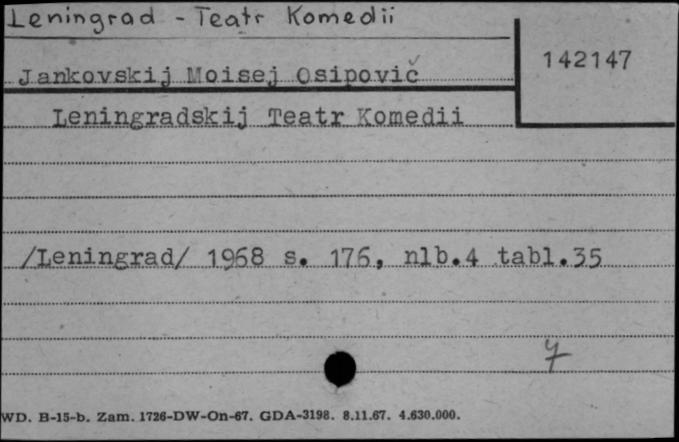 Leningrad - Teatr Komedii
142147
Jankovskij Moisej Osipovič
Leningradskij Teatr Komedii
/Leningrad/ 1968 s. 176, nlb.4 tabl.35
7
WD. B-15-b. Zam. 1726-DW-On-67. GDA-3198. 8.11.67. 4.630.000.